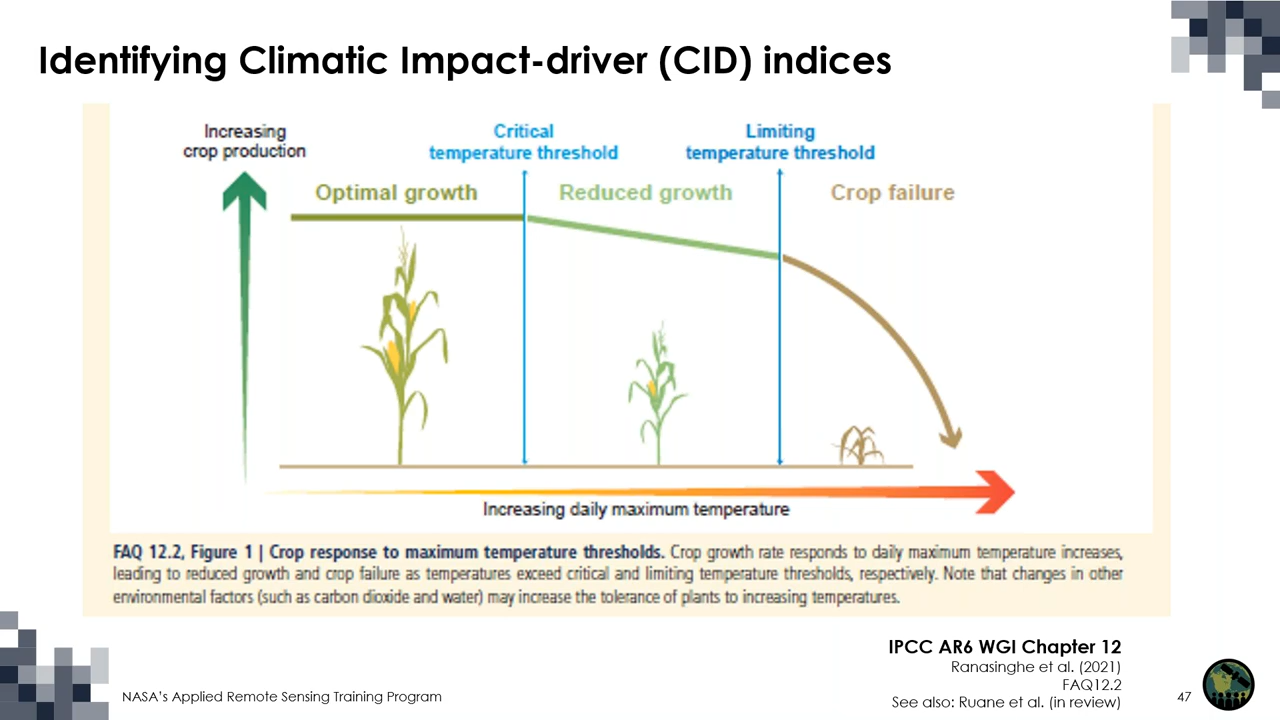 Identifying Climatic Impact-driver (CID) indices
Increasing
crop production
Critical
temperature threshold
Limiting
temperature threshold
Optimal growth
Reduced growth
Crop failure
Increasing daily maximum temperature
FAQ 12.2, Figure 1 | Crop response to maximum temperature thresholds. Crop growth rate responds to daily maximum temperature increases,
leading to reduced growth and crop failure as temperatures exceed critical and limiting temperature thresholds, respectively. Note that changes in other
environmental factors (such as carbon dioxide and water) may increase the tolerance of plants to increasing temperatures.
IPCC AR6 WGI Chapter 12
Ranasinghe et al. (2021)
FAQ12.2
See also: Ruane et al. (in review)
NASA's Applied Remote Sensing Training Program
47